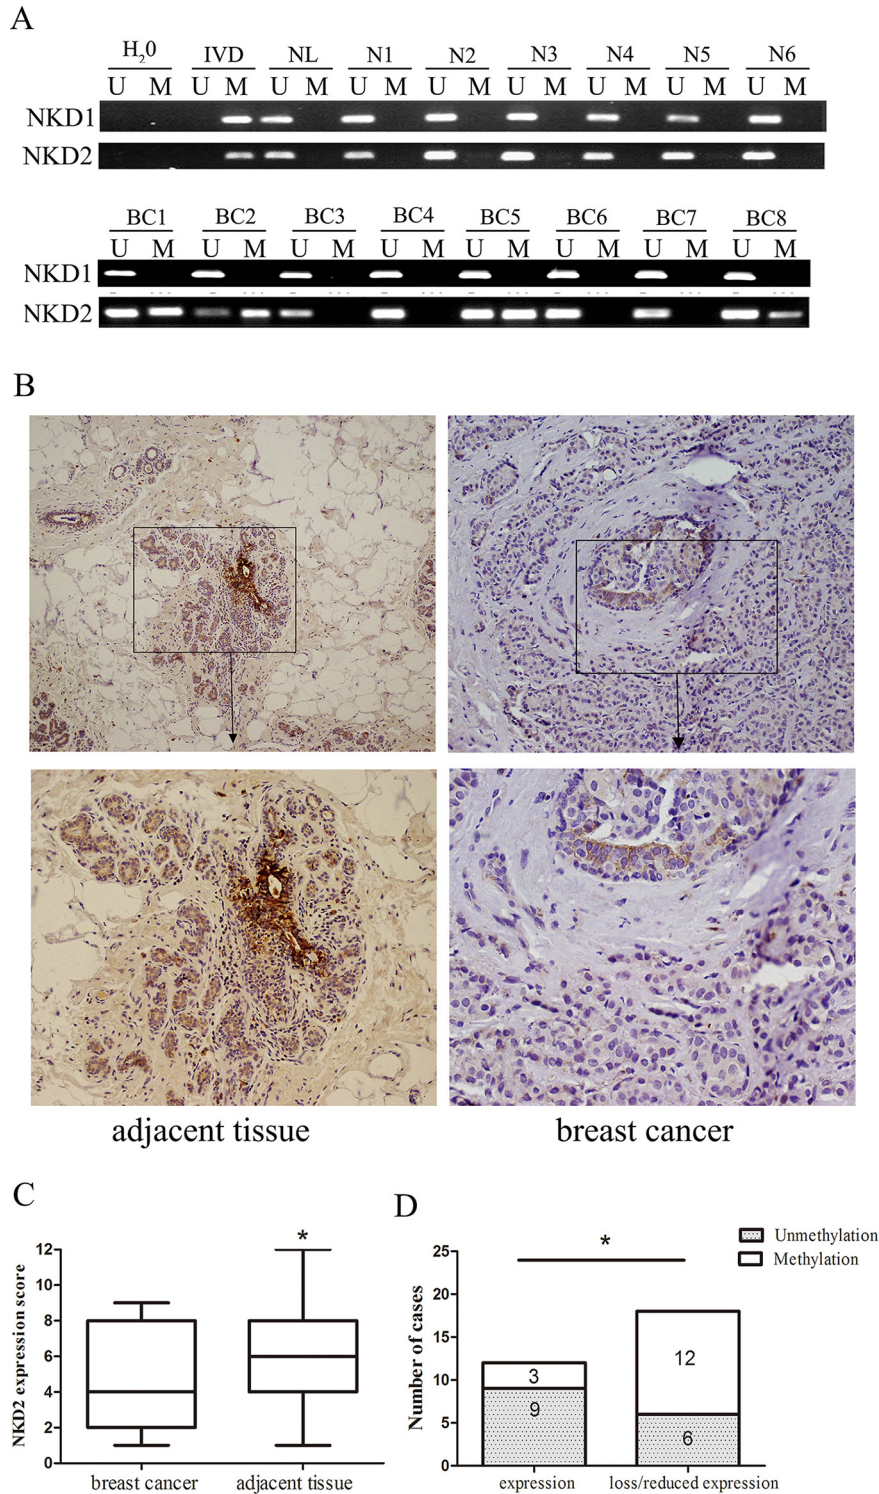 A
H20 IVD NL N1 N2 N3 N4 N5 N6
U M U M U M U M U M U M U M U M U M
NKD1
NKD2
BC1 BC2 BC3 BC4 BC5 BC6 BC7 BC8
U M U M U M U M U M U M U M U M
NKD1
NKD2
B
adjacent tissue breast cancer
C
*
NKD2 expression score
12
10
8
6
4
2
0
breast cancer adjacent tissue
D
Unmethylation
Methylation
*
Number of cases
25
20
15
10
5
0
3
9
12
6
expression loss/reduced expression